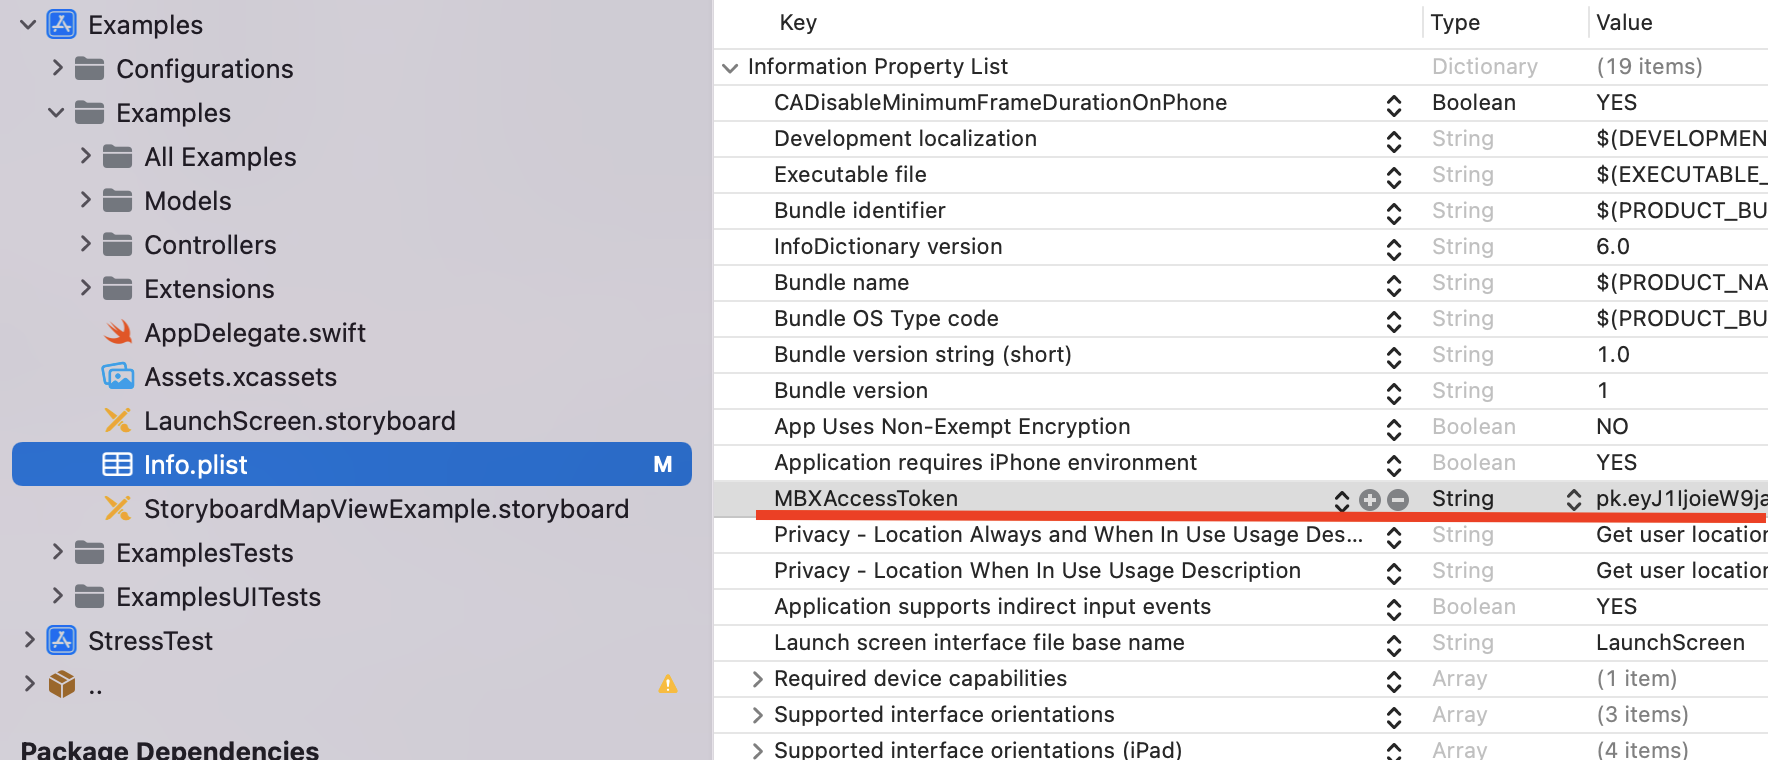 Examples
Configurations
Examples
All Examples
Models
Controllers
Extensions
AppDelegate.swift
Assets.xcassets
LaunchScreen.storyboard
Info.plist M
StoryboardMapViewExample.storyboard
ExamplesTests
ExamplesUITests
StressTest
..
Package Dependencies
Key Type Value
Information Property List Dictionary (19 items)
CADisableMinimumFrameDurationOnPhone Boolean YES
Development localization String $(DEVELOPMEN
Executable file String $(EXECUTABLE_
Bundle identifier String $(PRODUCT_BU
InfoDictionary version String 6.0
Bundle name String $(PRODUCT_NA
Bundle OS Type code String $(PRODUCT_BU
Bundle version string (short) String 1.0
Bundle version String 1
App Uses Non-Exempt Encryption Boolean NO
Application requires iPhone environment Boolean YES
MBXAccessToken String pk.eyJ1IjoieW9ja
Privacy - Location Always and When In Use Usage Des... String Get user location
Privacy - Location When In Use Usage Description String Get user location
Application supports indirect input events Boolean YES
Launch screen interface file base name String LaunchScreen
Required device capabilities Array (1 item)
Supported interface orientations Array (3 items)
Supported interface orientations (iPad) Array (4 items)